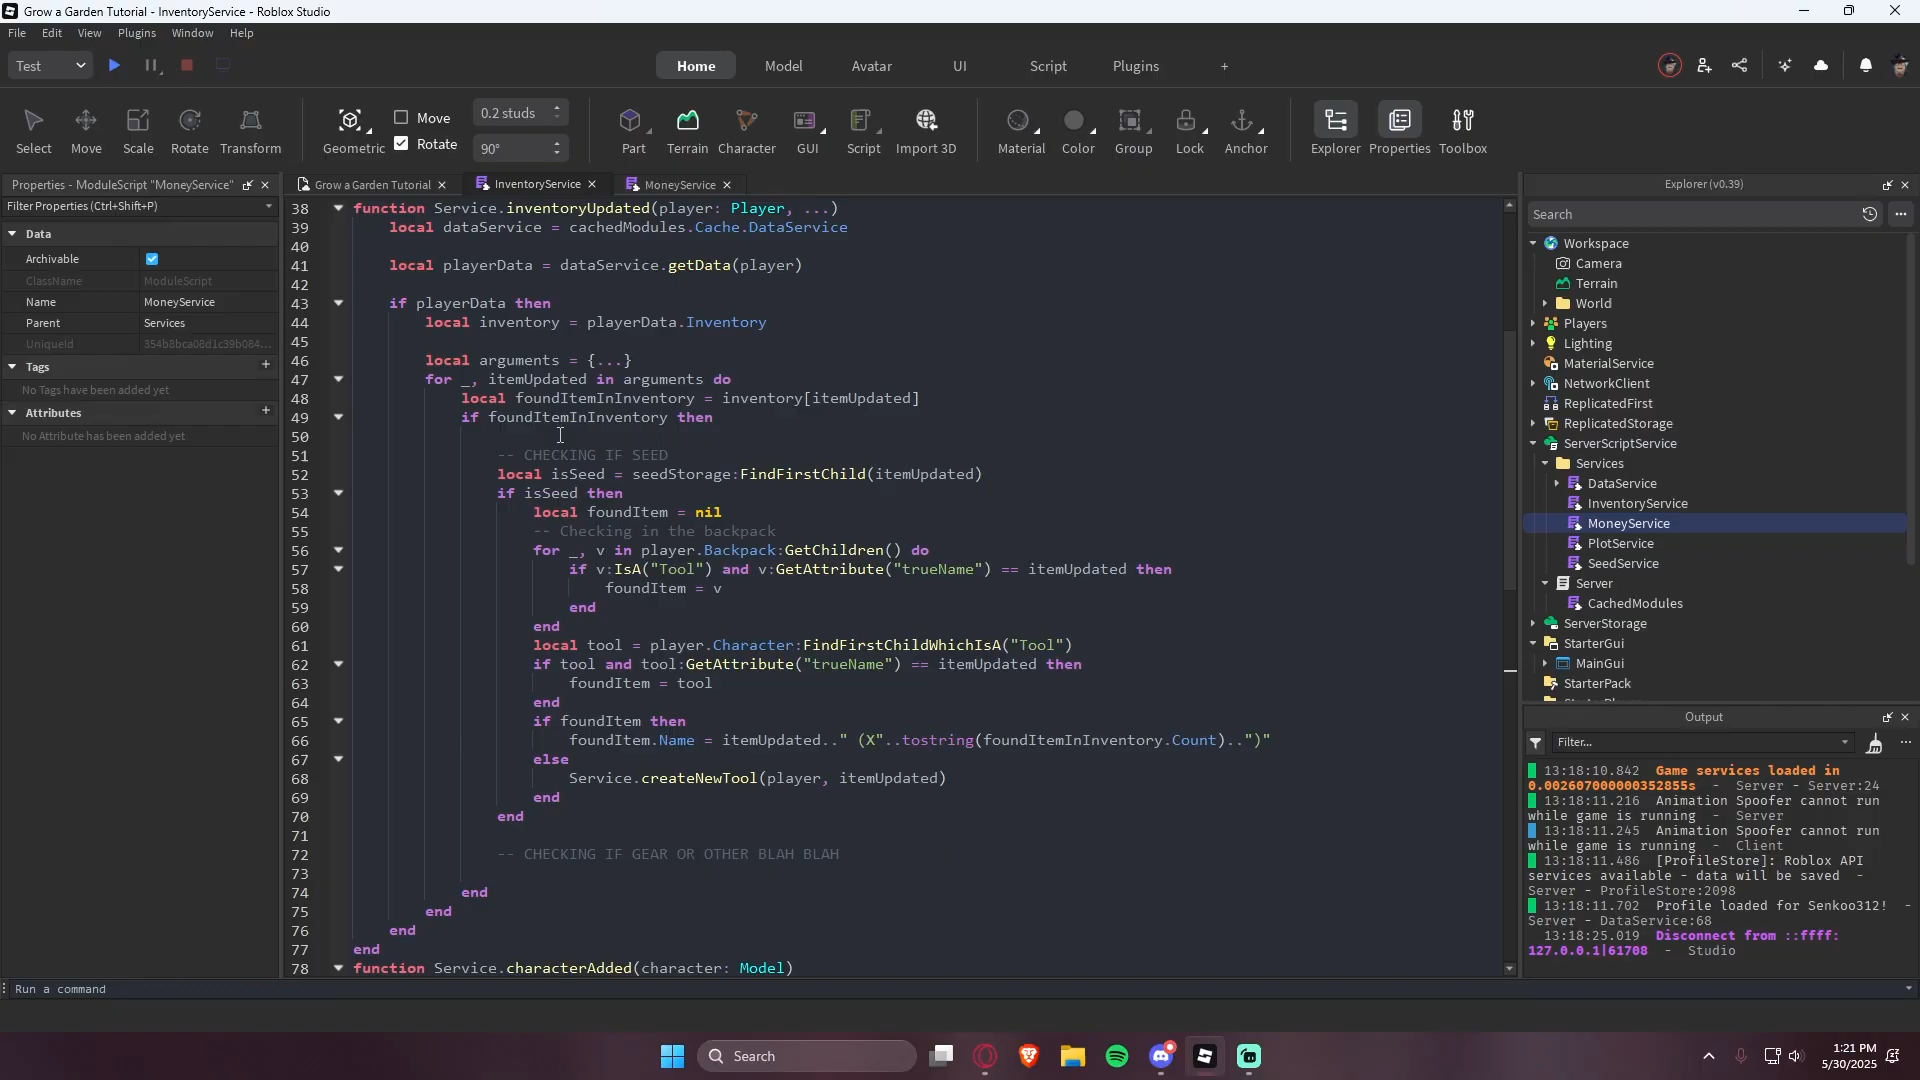 Grow a Garden Tutorial - InventoryService - Roblox Studio
File Edit View Plugins Window Help
Test
Home Model Avatar UI Script Plugins +
Select Move Scale Rotate Transform
Geometric Move Rotate 0.2 studs 90°
Part Terrain Character GUI Script Import 3D
Material Color Group Lock Anchor
Explorer Properties Toolbox
Properties - ModuleScript "MoneyService"
Filter Properties (Ctrl+Shift+P)
Data
Archivable
ClassName ModuleScript
Name MoneyService
Parent Services
UniqueId 354b8bca08d1c39b084...
Tags
No Tags have been added yet
Attributes
No Attribute has been added yet
Grow a Garden Tutorial InventoryService MoneyService
38 function Service.inventoryUpdated(player: Player, ...)
39 local dataService = cachedModules.Cache.DataService
40
41 local playerData = dataService.getData(player)
42
43 if playerData then
44 local inventory = playerData.Inventory
45
46 local arguments = {...}
47 for _, itemUpdated in arguments do
48 local foundItemInInventory = inventory[itemUpdated]
49 if foundItemInInventory then
50
51 -- CHECKING IF SEED
52 local isSeed = seedStorage:FindFirstChild(itemUpdated)
53 if isSeed then
54 local foundItem = nil
55 -- Checking in the backpack
56 for _, v in player.Backpack:GetChildren() do
57 if v:IsA("Tool") and v:GetAttribute("trueName") == itemUpdated then
58 foundItem = v
59 end
60 end
61 local tool = player.Character:FindFirstChildWhichIsA("Tool")
62 if tool and tool:GetAttribute("trueName") == itemUpdated then
63 foundItem = tool
64 end
65 if foundItem then
66 foundItem.Name = itemUpdated.." (X"..tostring(foundItemInInventory.Count)..")"
67 else
68 Service.createNewTool(player, itemUpdated)
69 end
70 end
71
72 -- CHECKING IF GEAR OR OTHER BLAH BLAH
73
74 end
75 end
76 end
77 end
78 function Service.characterAdded(character: Model)
Explorer (v0.39)
Search
Workspace
Camera
Terrain
World
Players
Lighting
MaterialService
NetworkClient
ReplicatedFirst
ReplicatedStorage
ServerScriptService
Services
DataService
InventoryService
MoneyService
PlotService
SeedService
Server
CachedModules
ServerStorage
StarterGui
MainGui
StarterPack
Output
Filter...
13:18:10.842 Game services loaded in
0.002607000000352855s - Server - Server:24
13:18:11.216 Animation Spoofer cannot run
while game is running - Server
13:18:11.245 Animation Spoofer cannot run
while game is running - Client
13:18:11.486 [ProfileStore]: Roblox API
services available - data will be saved -
Server - ProfileStore:2098
13:18:11.702 Profile loaded for Senkoo312! -
Server - DataService:68
13:18:25.019 Disconnect from ::ffff:
127.0.0.1|61708 - Studio
Run a command
Search
1:21 PM
5/30/2025